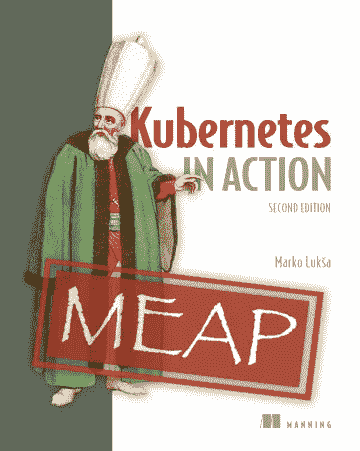 Kubernetes
IN ACTION
SECOND EDITION
Marko Lukša
MEAP
MANNING